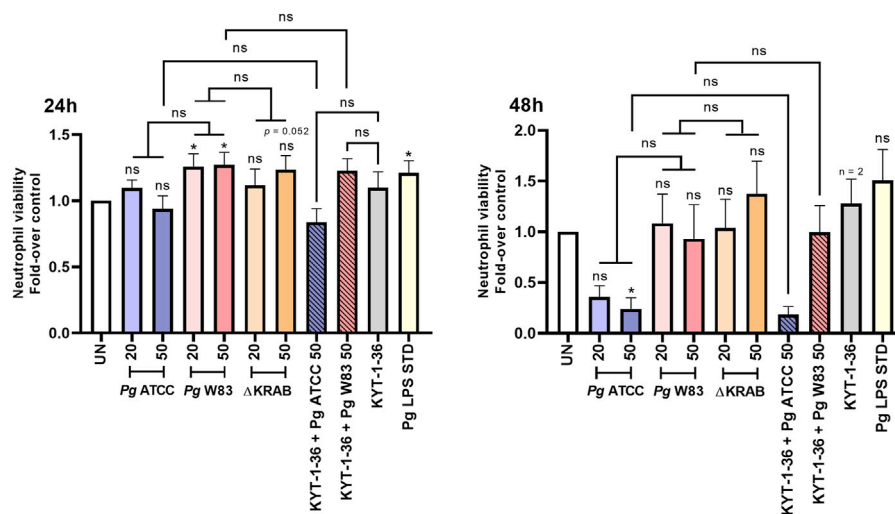 24h
Neutrophil viability
Fold-over control
1.5
1.0
0.5
0.0
ns
ns
ns
ns
ns
ns
p = 0.052
ns
ns
*
*
ns
ns
*
UN
20
50
20
50
20
50
KYT-1-36 + Pg ATCC 50
KYT-1-36 + Pg W83 50
KYT-1-36
Pg LPS STD
Pg ATCC
Pg W83
ΔKRAB
48h
Neutrophil viability
Fold-over control
2.0
1.5
1.0
0.5
0.0
ns
ns
ns
ns
ns
*
ns
ns
ns
ns
n = 2
ns
UN
20
50
20
50
20
50
KYT-1-36 + Pg ATCC 50
KYT-1-36 + Pg W83 50
KYT-1-36
Pg LPS STD
Pg ATCC
Pg W83
ΔKRAB